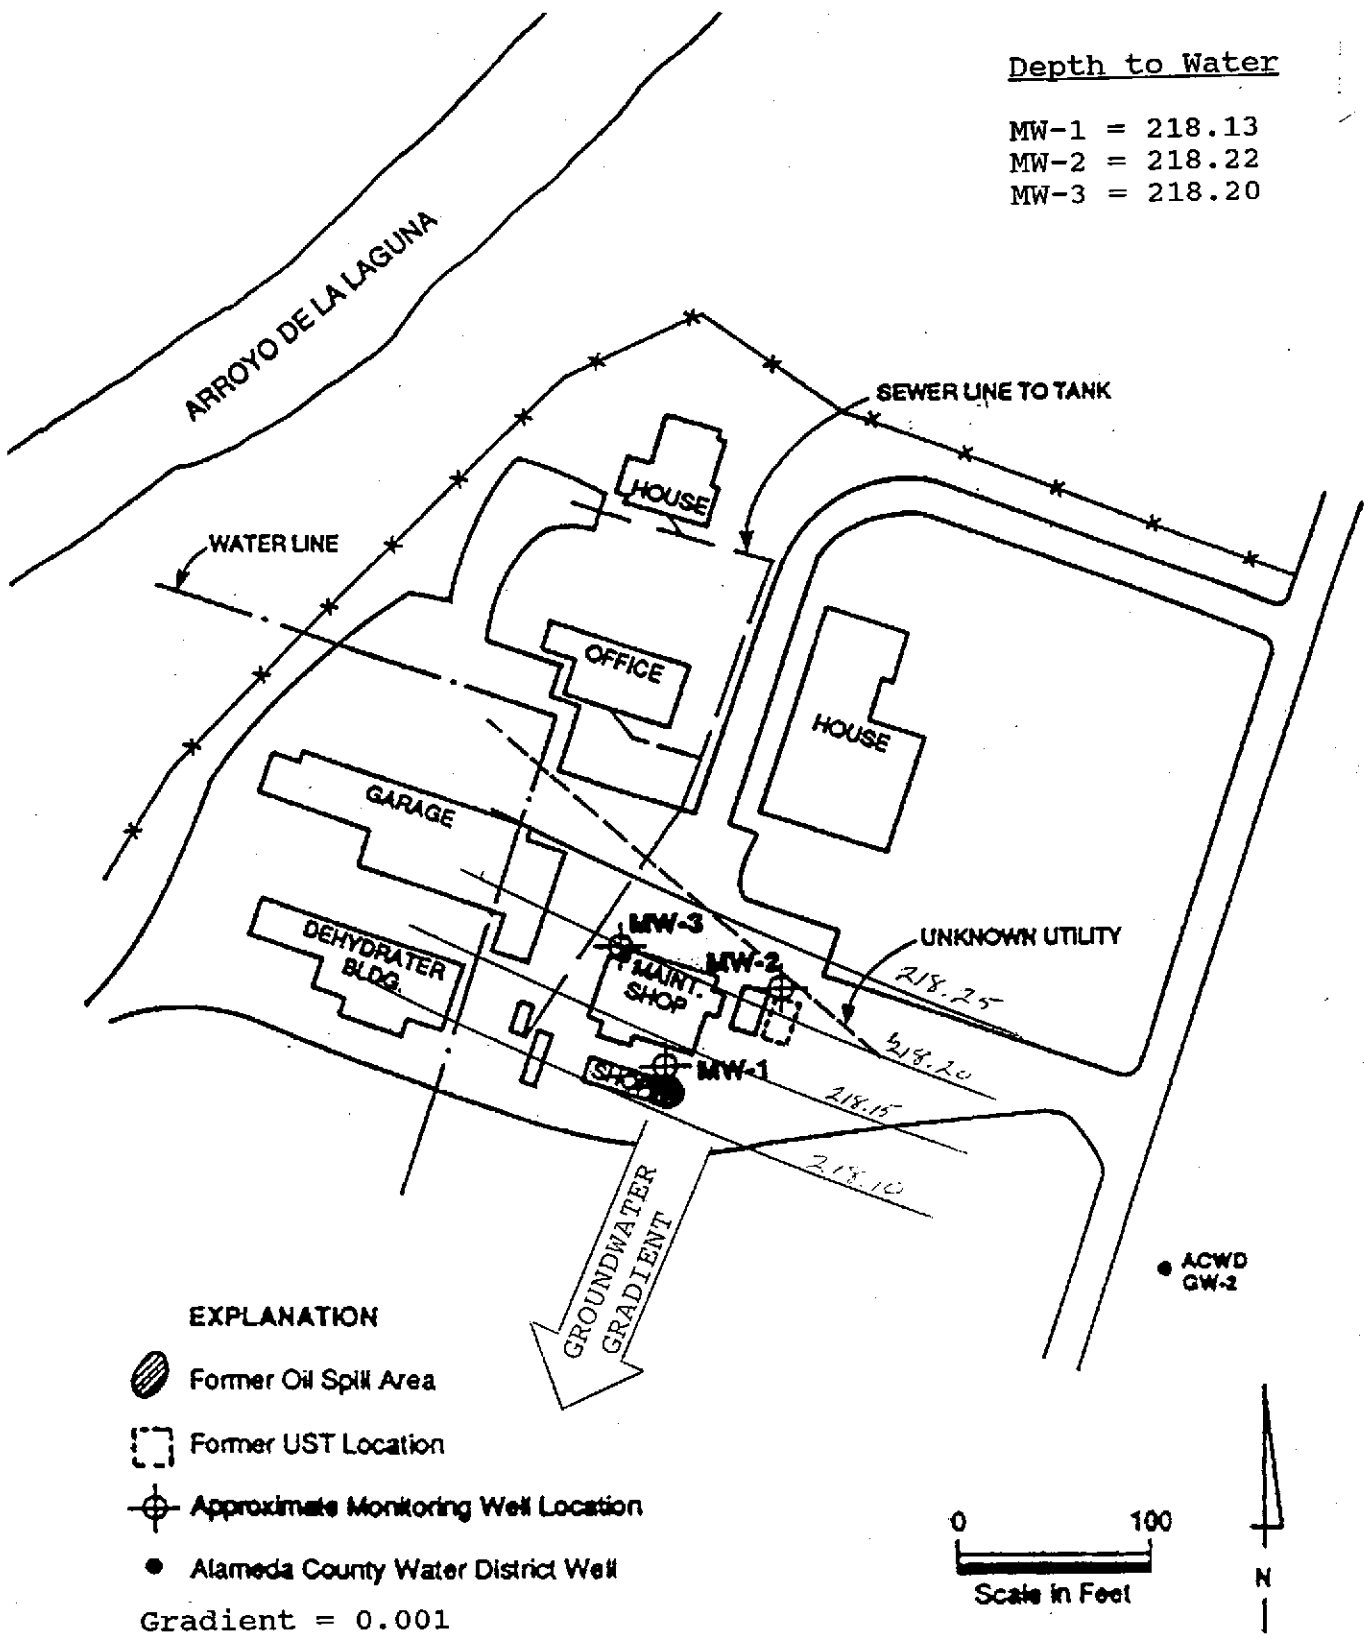 Depth to Water
MW-1 = 218.13
MW-2 = 218.22
MW-3 = 218.20
ARROYO DE LA LAGUNA
SEWER LINE TO TANK
HOUSE
WATER LINE
OFFICE
HOUSE
GARAGE
MW-3
UNKNOWN UTILITY
DEHYDRATER
BLDG.
MW-2
MAINT.
SHOP
218.25
218.20
MW-1
SHOP
218.15
218.10
GROUNDWATER
GRADIENT
ACWD
GW-2
EXPLANATION
Former Oil Spill Area
Former UST Location
Approximate Monitoring Well Location
Alameda County Water District Well
Gradient = 0.001
0 100
Scale in Feet
N